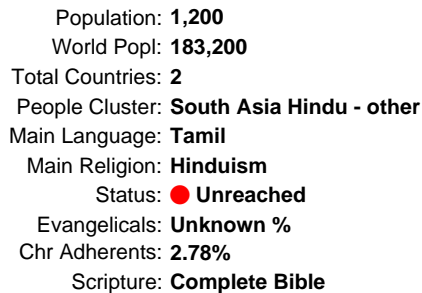 Population: 1,200
World Popl: 183,200
Total Countries: 2
People Cluster: South Asia Hindu - other
Main Language: Tamil
Main Religion: Hinduism
Status: Unreached
Evangelicals: Unknown %
Chr Adherents: 2.78%
Scripture: Complete Bible